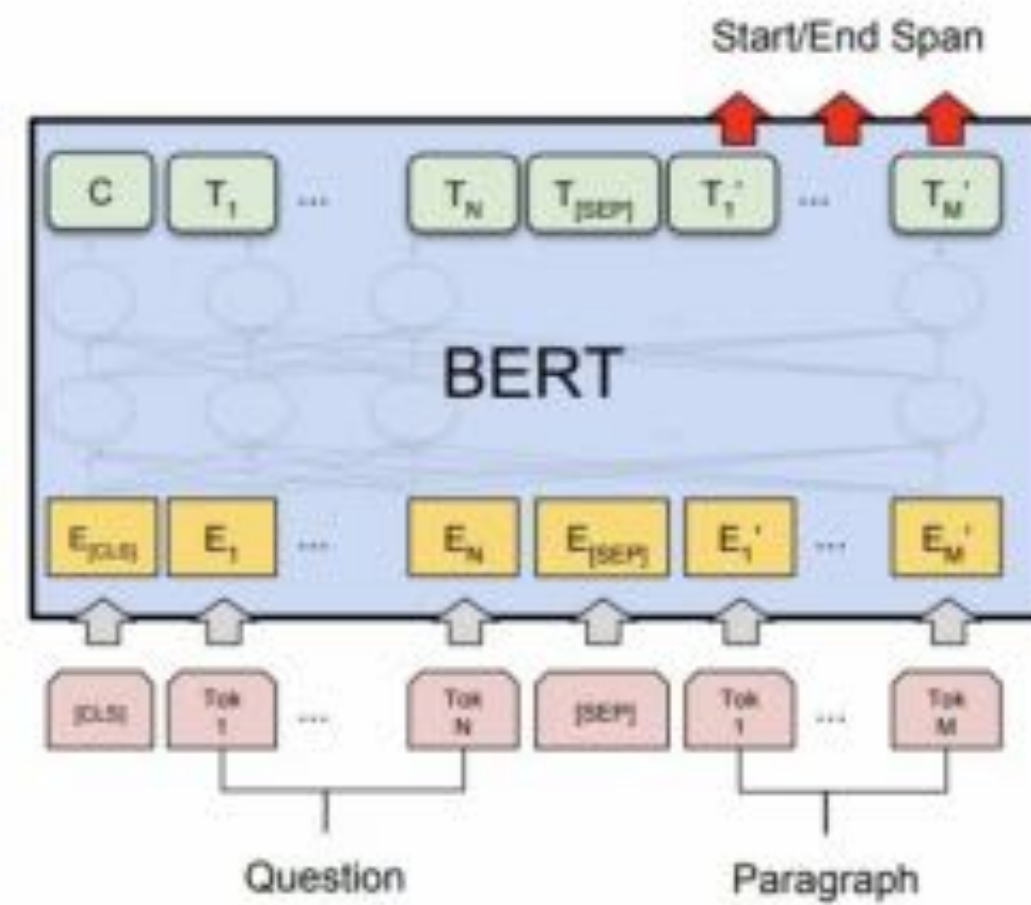 Start/End Span
C T1 ... TN T[SEP] T1' ... TM'
BERT
E[CLS] E1 ... EN E[SEP] E1' ... EM'
[CLS] Tok 1 ... Tok N [SEP] Tok 1 ... Tok M
Question Paragraph